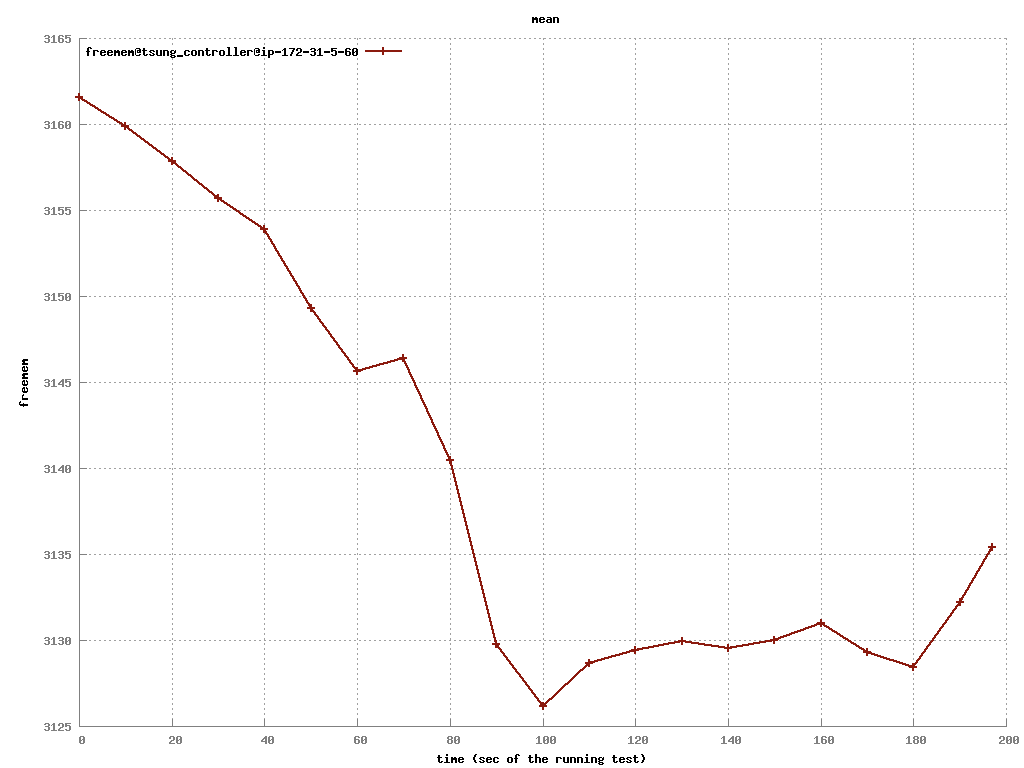 mean
freemem@tsung_controller@ip-172-31-5-60
3165
3160
3155
3150
3145
3140
3135
3130
3125
freemem
0 20 40 60 80 100 120 140 160 180 200
time (sec of the running test)